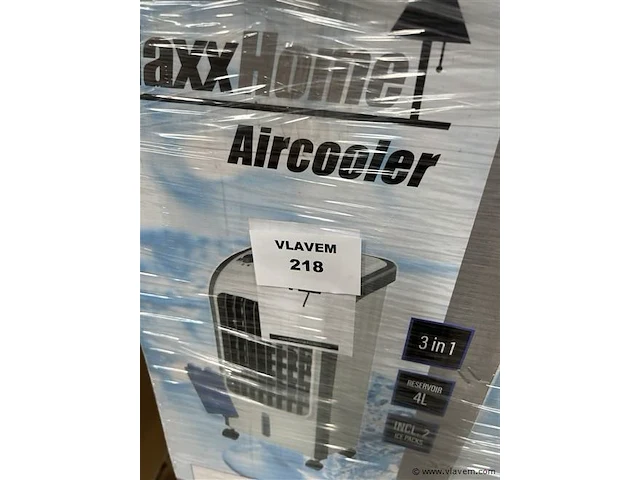 axxHome
Aircooler
VLAVEM
218
3 in 1
RESERVOIR
4L
INCL. 2
ICE PACKS
© www.vlavem.com